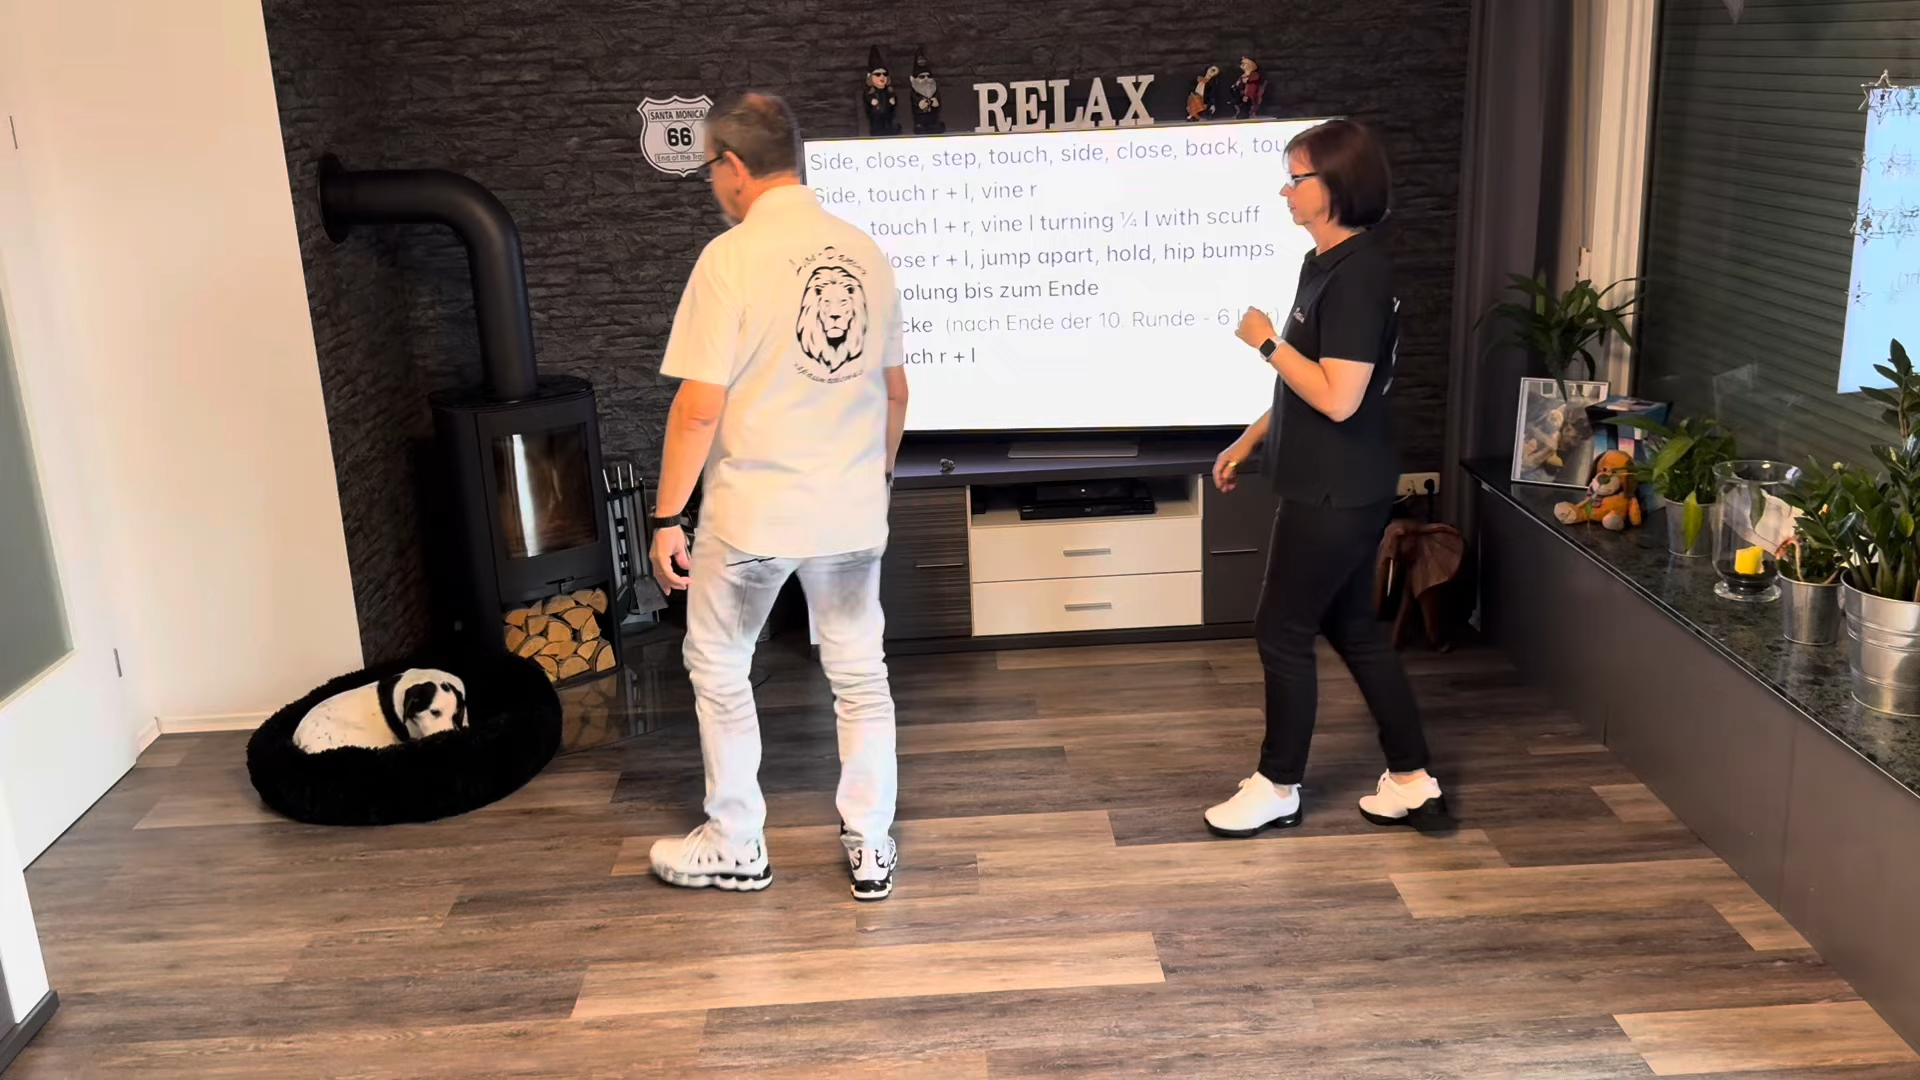 RELAX
SANTA MONICA
66
End of the Tra
Side, close, step, touch, side, close, back, tou
Side, touch r + l, vine r
touch l + r, vine l turning ¼ l with scuff
lose r + l, jump apart, hold, hip bumps
holung bis zum Ende
cke (nach Ende der 10. Runde - 6
uch r + l